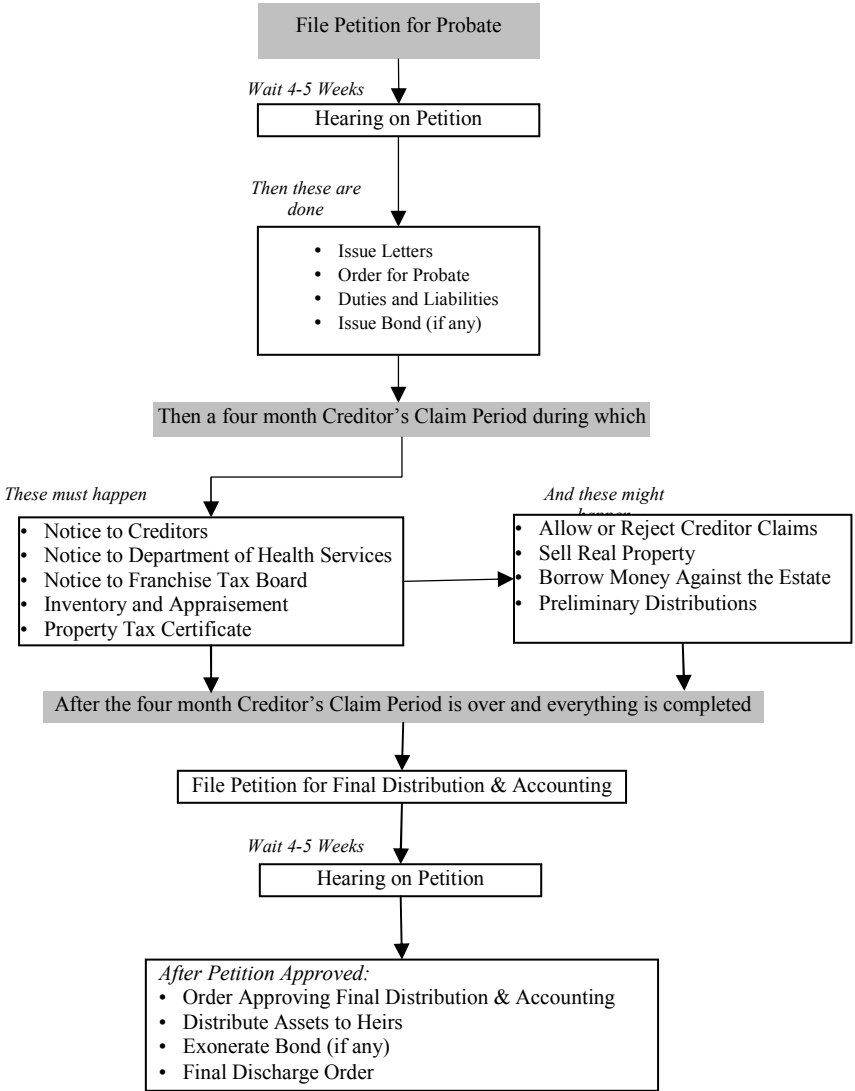 File Petition for Probate
Wait 4-5 Weeks
Hearing on Petition
Then these are
done
• Issue Letters
• Order for Probate
• Duties and Liabilities
• Issue Bond (if any)
Then a four month Creditor's Claim Period during which
These must happen
• Notice to Creditors
• Notice to Department of Health Services
• Notice to Franchise Tax Board
• Inventory and Appraisement
• Property Tax Certificate
And these might
• Allow or Reject Creditor Claims
• Sell Real Property
• Borrow Money Against the Estate
• Preliminary Distributions
After the four month Creditor's Claim Period is over and everything is completed
File Petition for Final Distribution & Accounting
Wait 4-5 Weeks
Hearing on Petition
After Petition Approved:
• Order Approving Final Distribution & Accounting
• Distribute Assets to Heirs
• Exonerate Bond (if any)
• Final Discharge Order